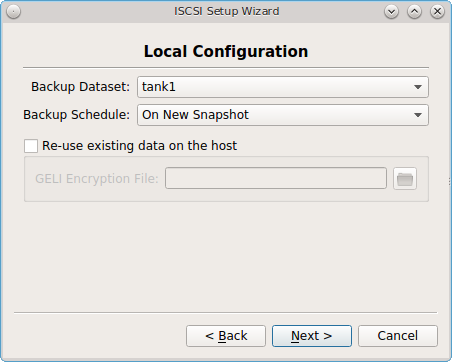 ISCSI Setup Wizard
Local Configuration
Backup Dataset: tank1
Backup Schedule: On New Snapshot
Re-use existing data on the host
GELI Encryption File:
< Back Next > Cancel